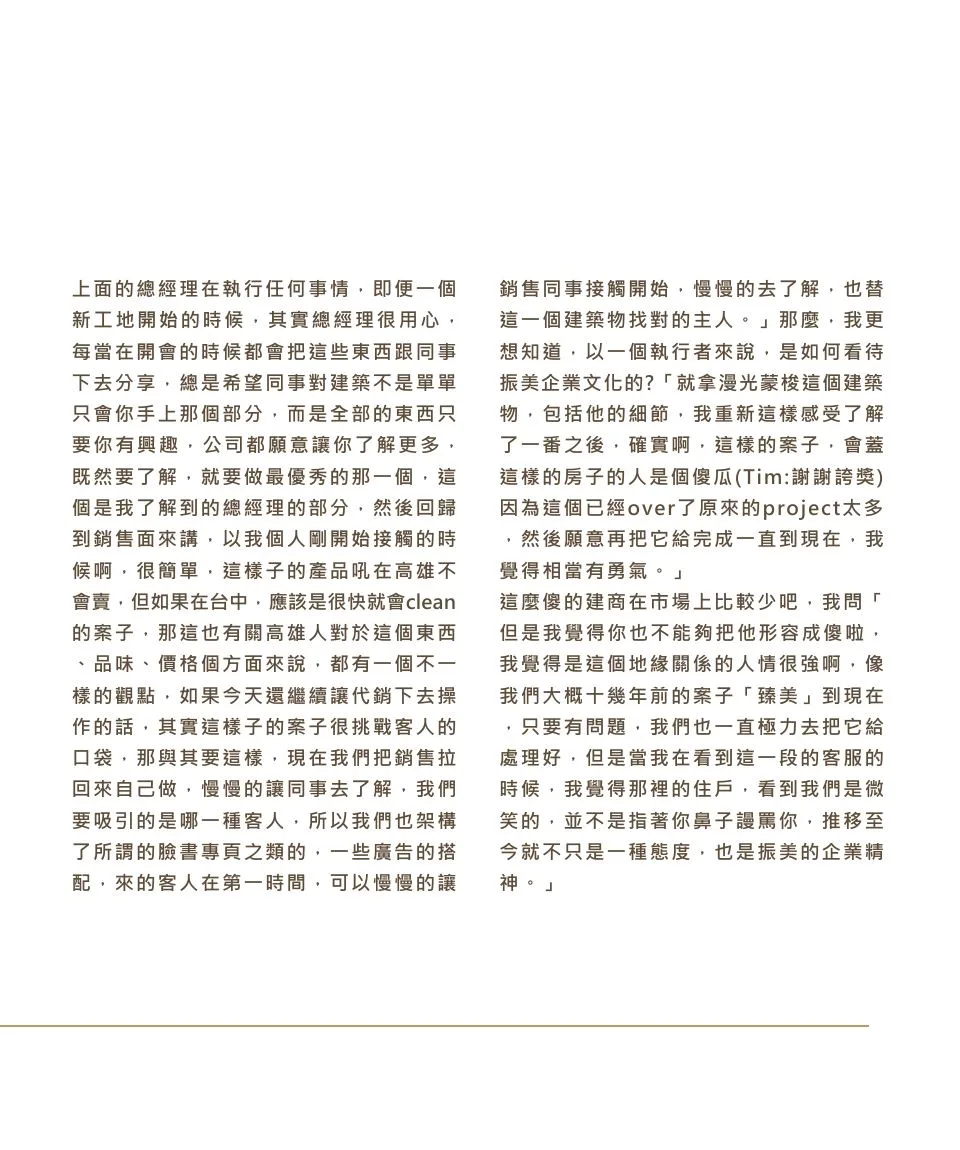 上面的總經理在執行任何事情，即便一個
新工地開始的時候，其實總經理很用心，
每當在開會的時候都會把這些東西跟同事
下去分享，總是希望同事對建築不是單單
只會你手上那個部分，而是全部的東西只
要你有興趣，公司都願意讓你了解更多，
既然要了解，就要做最優秀的那一個，這
個是我了解到的總經理的部分，然後回歸
到銷售面來講，以我個人剛開始接觸的時
候啊，很簡單，這樣子的產品吼在高雄不
會賣，但如果在台中，應該是很快就會clean
的案子，那這也有關高雄人對於這個東西
、品味、價格個方面來說，都有一個不一
樣的觀點，如果今天還繼續讓代銷下去操
作的話，其實這樣子的案子很挑戰客人的
口袋，那與其要這樣，現在我們把銷售拉
回來自己做，慢慢的讓同事去了解，我們
要吸引的是哪一種客人，所以我們也架構
了所謂的臉書專頁之類的，一些廣告的搭
配，來的客人在第一時間，可以慢慢的讓
銷售同事接觸開始，慢慢的去了解，也替
這一個建築物找對的主人。」那麼，我更
想知道，以一個執行者來說，是如何看待
振美企業文化的?「就拿漫光蒙梭這個建築
物，包括他的細節，我重新這樣感受了解
了一番之後，確實啊，這樣的案子，會蓋
這樣的房子的人是個傻瓜(Tim:謝謝誇獎)
因為這個已經over了原來的project太多
，然後願意再把它給完成一直到現在，我
覺得相當有勇氣。」
這麼傻的建商在市場上比較少吧，我問「
但是我覺得你也不能夠把他形容成傻啦，
我覺得是這個地緣關係的人情很強啊，像
我們大概十幾年前的案子「臻美」到現在
，只要有問題，我們也一直極力去把它給
處理好，但是當我在看到這一段的客服的
時候，我覺得那裡的住戶，看到我們是微
笑的，並不是指著你鼻子謾罵你，推移至
今就不只是一種態度，也是振美的企業精
神。」